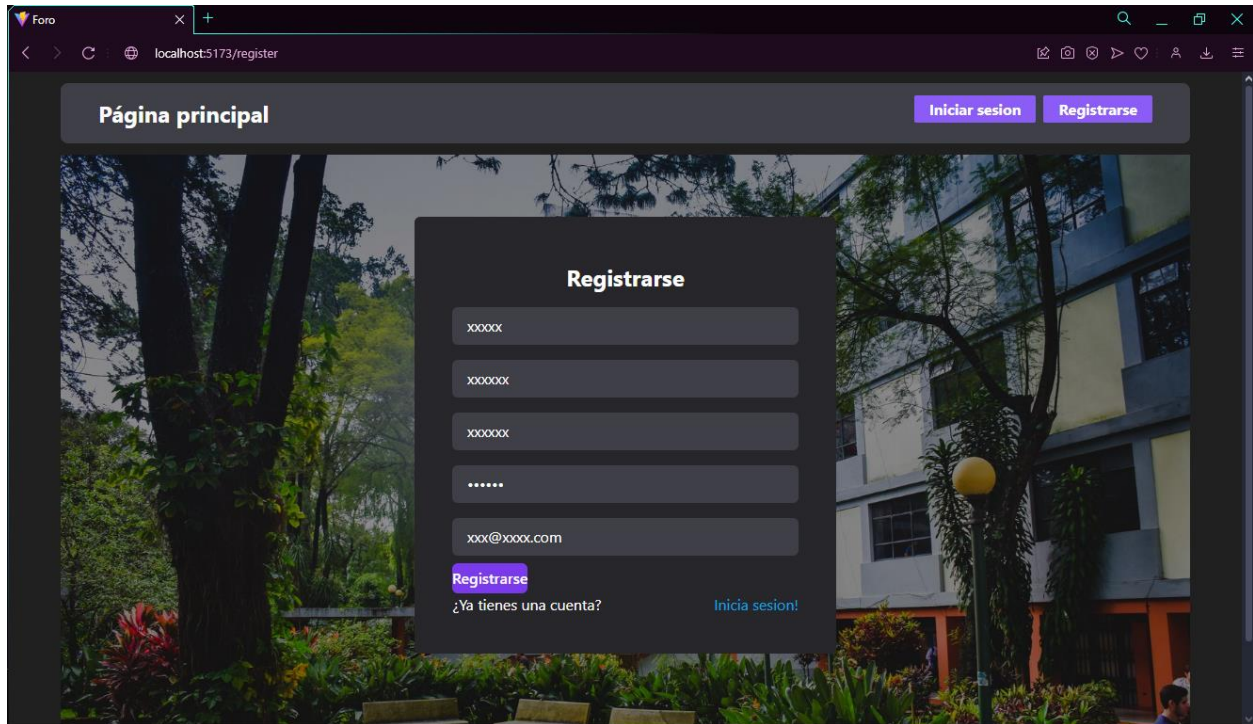 Foro
localhost:5173/register
Página principal
Iniciar sesion
Registrarse
Registrarse
xxxxx
xxxxxx
xxxxxx
••••••
xxx@xxxx.com
Registrarse
¿Ya tienes una cuenta?
Inicia sesion!